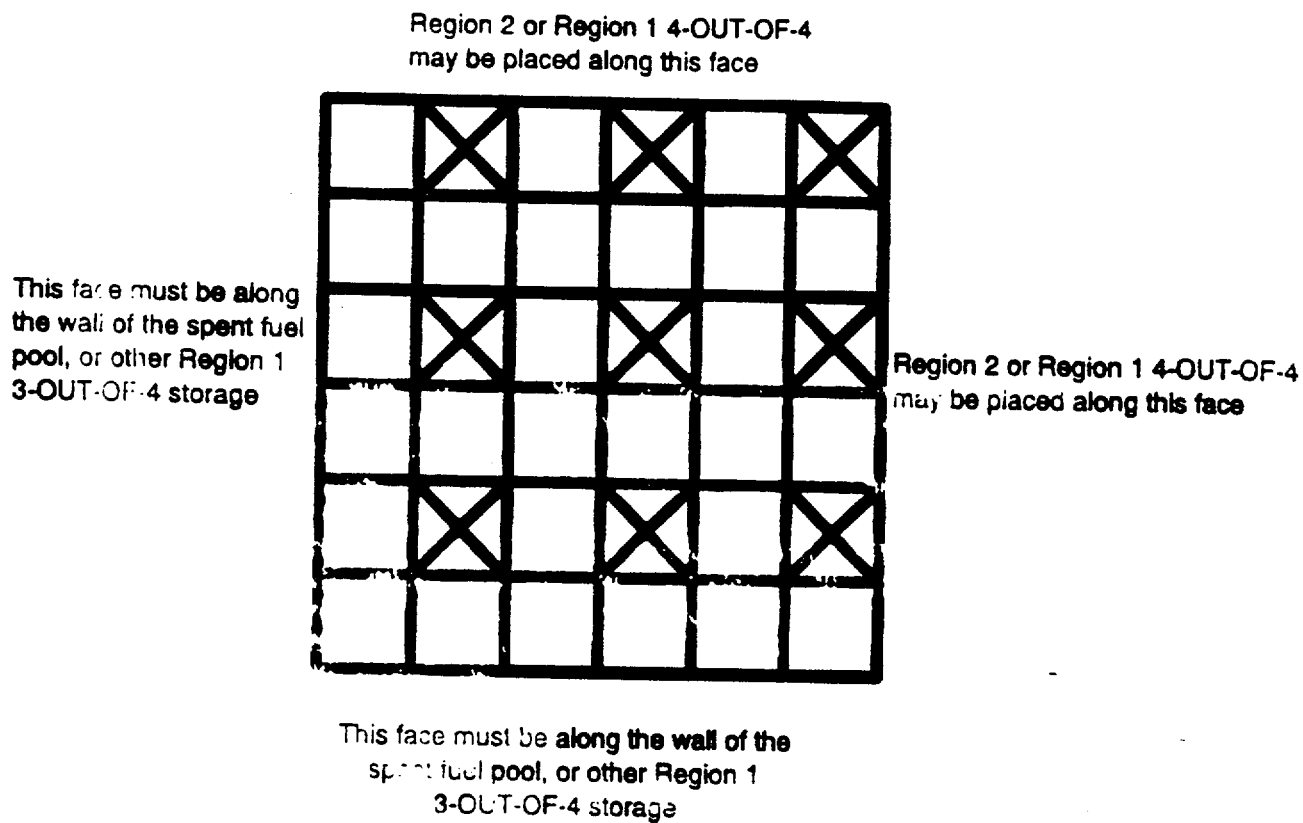 Region 2 or Region 1 4-OUT-OF-4
may be placed along this face
This face must be along
the wall of the spent fuel
pool, or other Region 1
3-OUT-OF-4 storage
Region 2 or Region 1 4-OUT-OF-4
may be placed along this face
This face must be along the wall of the
spent fuel pool, or other Region 1
3-OUT-OF-4 storage